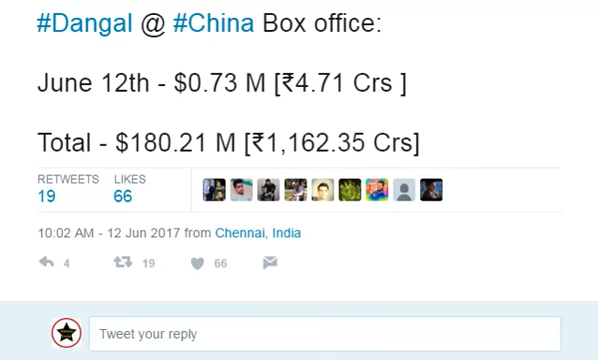 #Dangal @ #China Box office:
June 12th - $0.73 M [₹4.71 Crs ]
Total - $180.21 M [₹1,162.35 Crs]
RETWEETS LIKES
19 66
10:02 AM - 12 Jun 2017 from Chennai, India
4 19 66
Tweet your reply